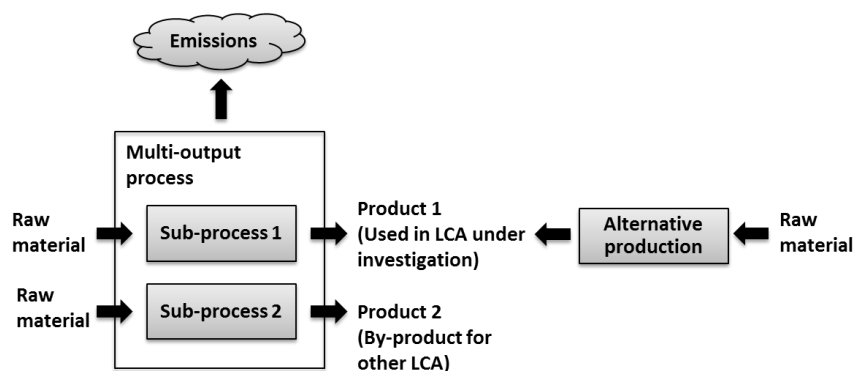 Emissions
Multi-output
process
Raw
material
Sub-process 1
Product 1
(Used in LCA under
investigation)
Alternative
production
Raw
material
Raw
material
Sub-process 2
Product 2
(By-product for
other LCA)